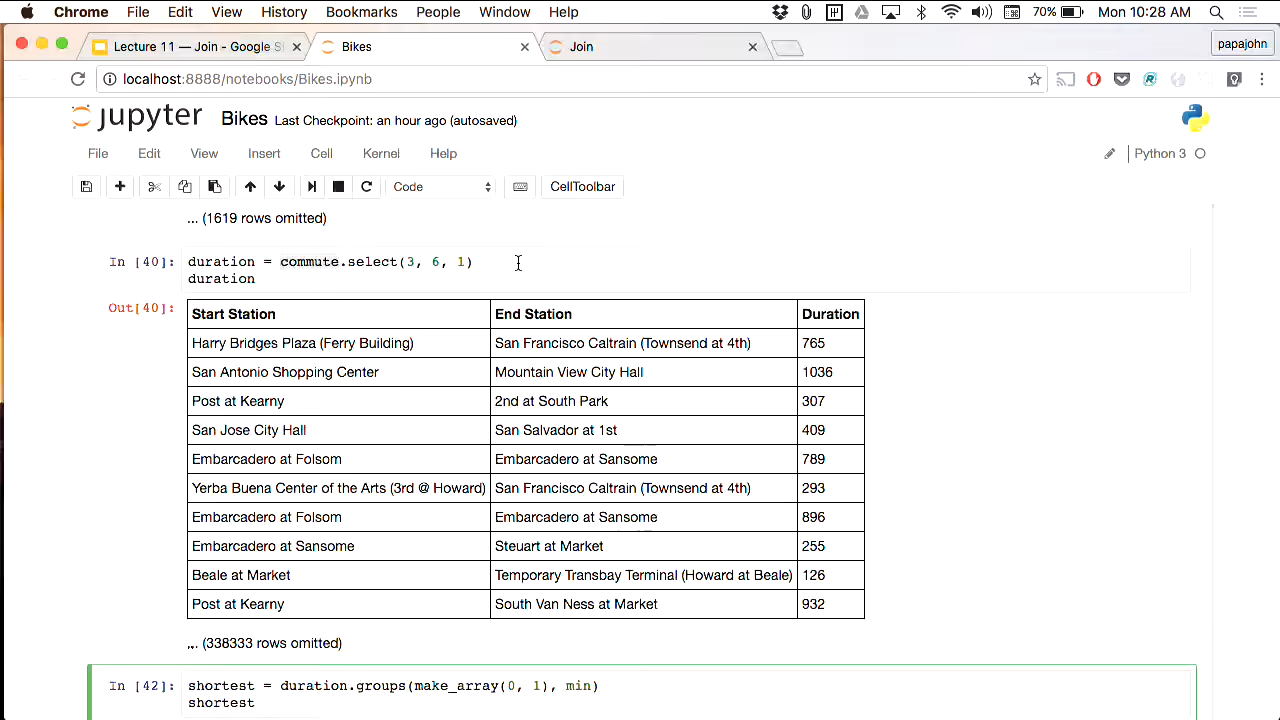 Chrome File Edit View History Bookmarks People Window Help 70% Mon 10:28 AM
Lecture 11 — Join - Google Sl Bikes Join papajohn
localhost:8888/notebooks/Bikes.ipynb
jupyter Bikes Last Checkpoint: an hour ago (autosaved)
File Edit View Insert Cell Kernel Help Python 3
Code CellToolbar
... (1619 rows omitted)
In [40]: duration = commute.select(3, 6, 1)
duration
Out[40]: Start Station End Station Duration
Harry Bridges Plaza (Ferry Building) San Francisco Caltrain (Townsend at 4th) 765
San Antonio Shopping Center Mountain View City Hall 1036
Post at Kearny 2nd at South Park 307
San Jose City Hall San Salvador at 1st 409
Embarcadero at Folsom Embarcadero at Sansome 789
Yerba Buena Center of the Arts (3rd @ Howard) San Francisco Caltrain (Townsend at 4th) 293
Embarcadero at Folsom Embarcadero at Sansome 896
Embarcadero at Sansome Steuart at Market 255
Beale at Market Temporary Transbay Terminal (Howard at Beale) 126
Post at Kearny South Van Ness at Market 932
... (338333 rows omitted)
In [42]: shortest = duration.groups(make_array(0, 1), min)
shortest